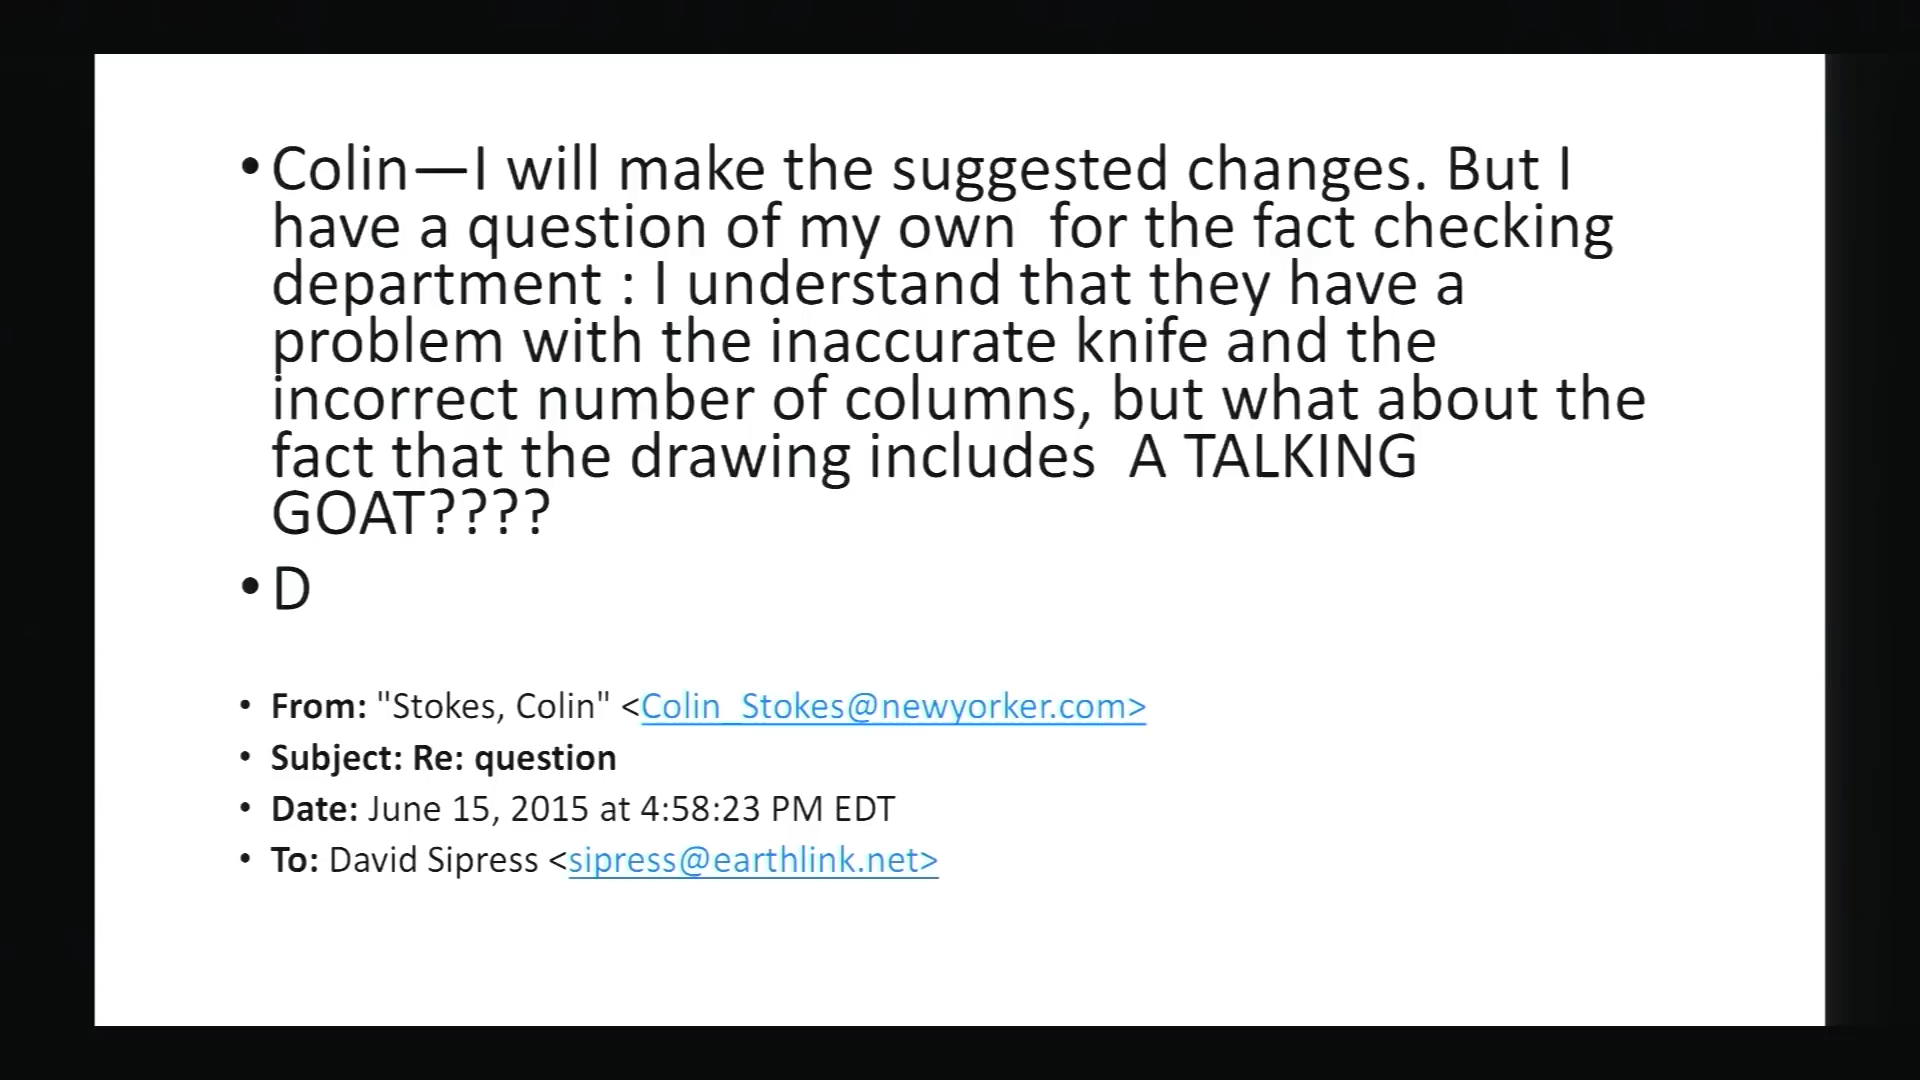 • Colin—I will make the suggested changes. But I
have a question of my own  for the fact checking
department : I understand that they have a
problem with the inaccurate knife and the
incorrect number of columns, but what about the
fact that the drawing includes  A TALKING
GOAT????
• D
• From: "Stokes, Colin" <Colin_Stokes@newyorker.com>
• Subject: Re: question
• Date: June 15, 2015 at 4:58:23 PM EDT
• To: David Sipress <sipress@earthlink.net>